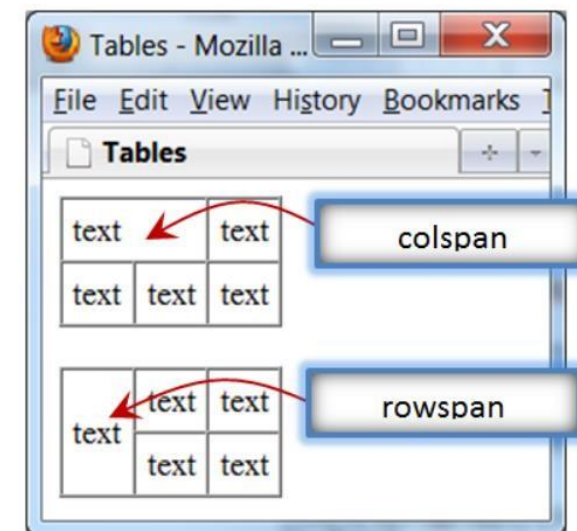 Tables - Mozilla ...
File Edit View History Bookmarks
Tables
text text
colspan
text text text
text text
rowspan
text
text text